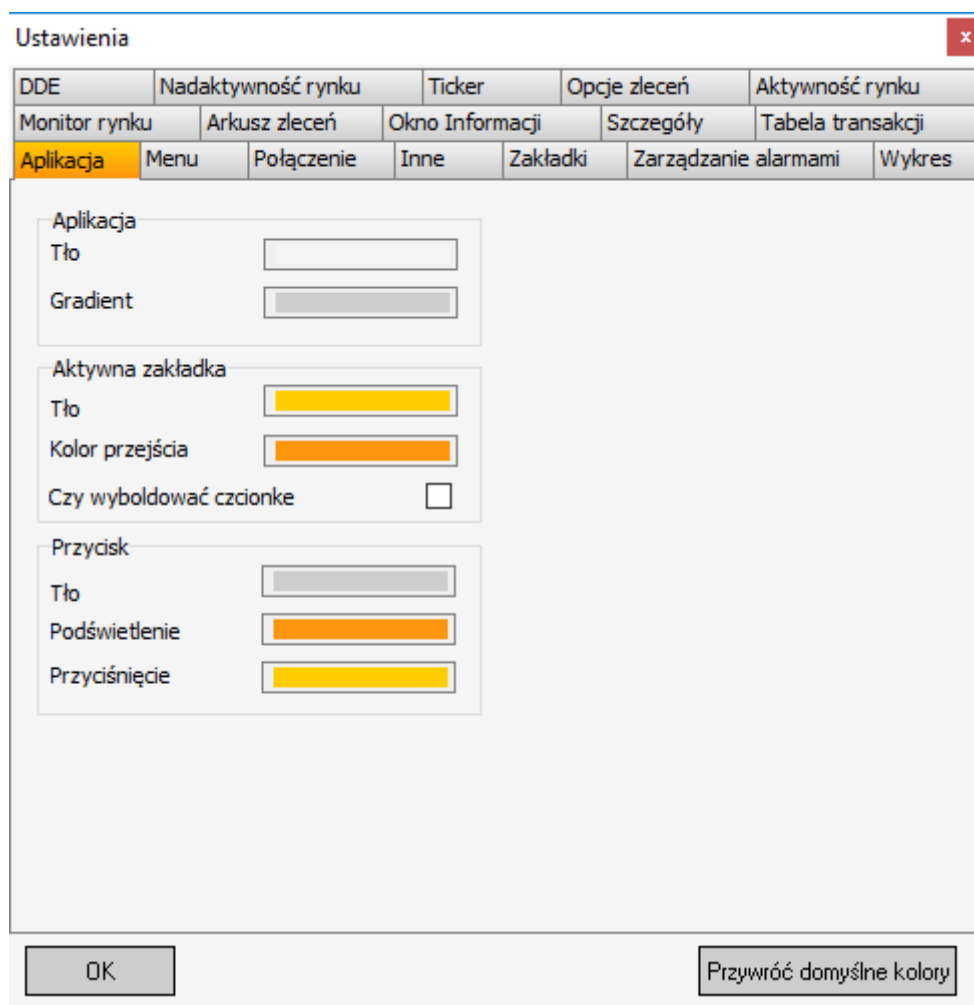 Ustawienia x
DDE Nadaktywność rynku Ticker Opcje zleceń Aktywność rynku
Monitor rynku Arkusz zleceń Okno Informacji Szczegóły Tabela transakcji
Aplikacja Menu Połączenie Inne Zakładki Zarządzanie alarmami Wykres
Aplikacja
Tło
Gradient
Aktywna zakładka
Tło
Kolor przejścia
Czy wyboldować czcionke
Przycisk
Tło
Podświetlenie
Przyciśnięcie
OK Przywróć domyślne kolory